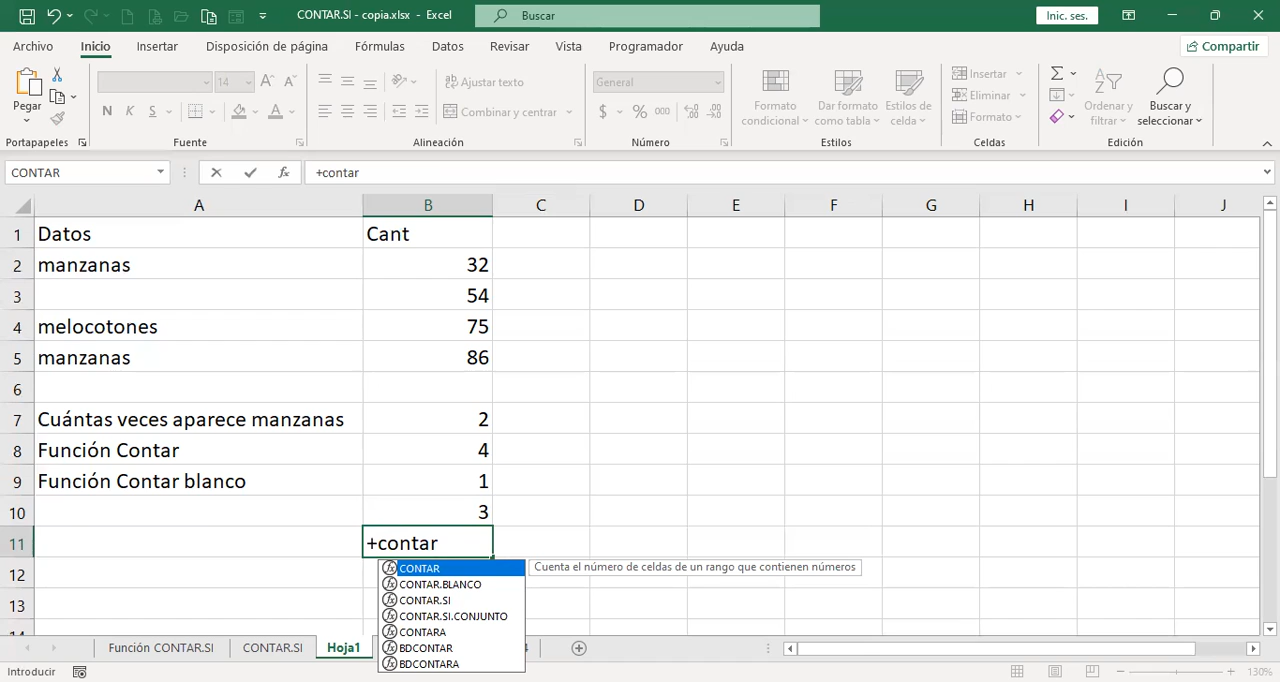 CONTAR.SI - copia.xlsx - Excel
Buscar
Inic. ses.
Archivo Inicio Insertar Disposición de página Fórmulas Datos Revisar Vista Programador Ayuda
Compartir
Pegar
Portapapeles
14
N K S
Fuente
Ajustar texto
Combinar y centrar
Alineación
General
$ % 000
Número
Formato condicional
Dar formato como tabla
Estilos de celda
Estilos
Insertar
Eliminar
Formato
Celdas
Ordenar y filtrar
Buscar y seleccionar
Edición
CONTAR
fx
+contar
A B C D E F G H I J
1 Datos Cant
2 manzanas 32
3 54
4 melocotones 75
5 manzanas 86
6
7 Cuántas veces aparece manzanas 2
8 Función Contar 4
9 Función Contar blanco 1
10 3
11 +contar
CONTAR Cuenta el número de celdas de un rango que contienen números
12 CONTAR.BLANCO
CONTAR.SI
13 CONTAR.SI.CONJUNTO
CONTARA
BDCONTAR
BDCONTARA
Función CONTAR.SI CONTAR.SI Hoja1
Introducir
130%